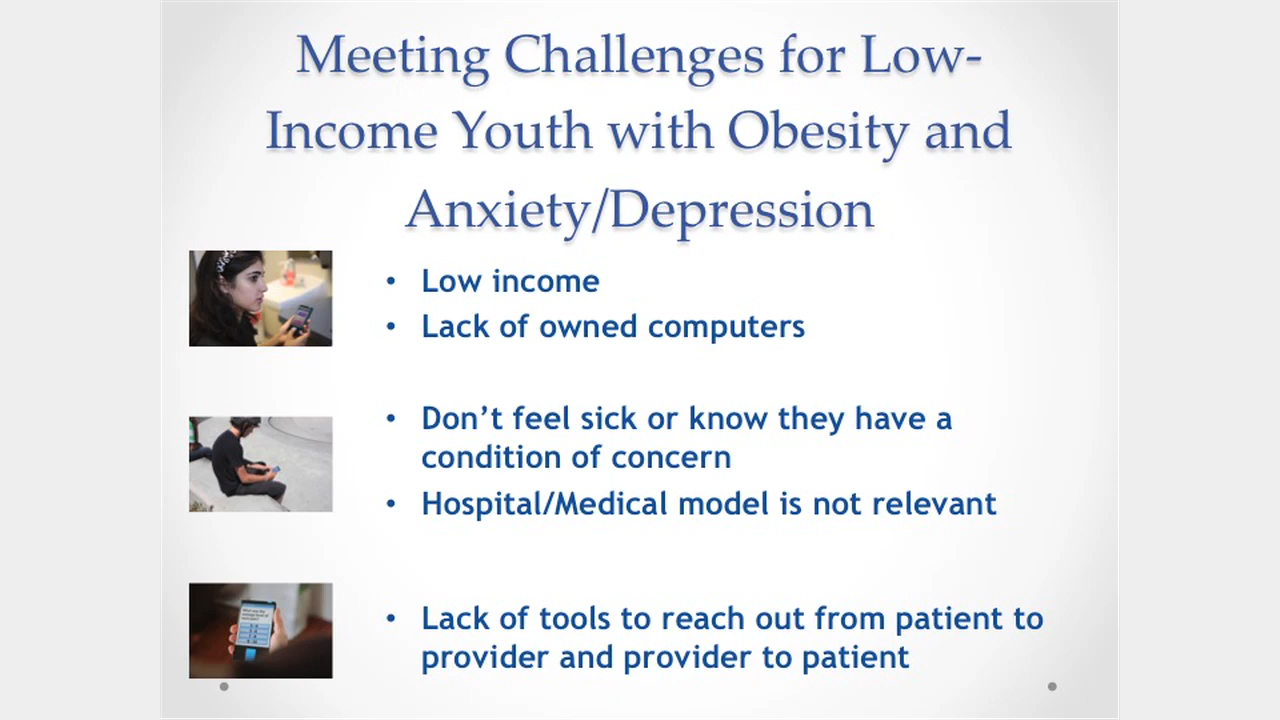 Meeting Challenges for Low-
Income Youth with Obesity and
Anxiety/Depression
• Low income
• Lack of owned computers
• Don’t feel sick or know they have a
condition of concern
• Hospital/Medical model is not relevant
• Lack of tools to reach out from patient to
provider and provider to patient